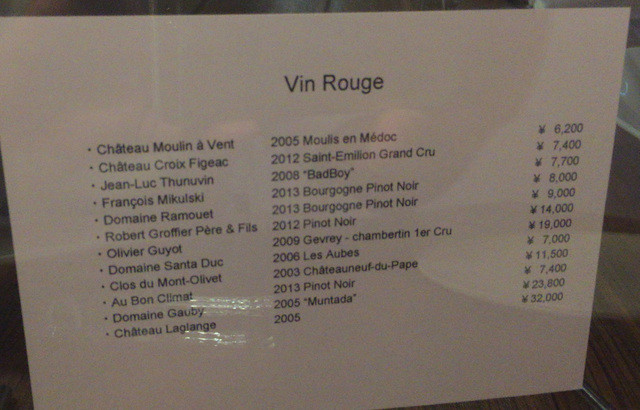 Vin Rouge
・Château Moulin à Vent 2005 Moulis en Médoc ¥ 6,200
・Château Croix Figeac 2012 Saint-Emilion Grand Cru ¥ 7,400
・Jean-Luc Thunuvin 2008 "BadBoy" ¥ 7,700
・François Mikulski 2013 Bourgogne Pinot Noir ¥ 8,000
・Domaine Ramouet 2013 Bourgogne Pinot Noir ¥ 9,000
・Robert Groffier Père & Fils 2012 Pinot Noir ¥ 14,000
・Olivier Guyot 2009 Gevrey - chambertin 1er Cru ¥ 19,000
・Domaine Santa Duc 2006 Les Aubes ¥ 7,000
・Clos du Mont-Olivet 2003 Châteauneuf-du-Pape ¥ 11,500
・Au Bon Climat 2013 Pinot Noir ¥ 7,400
・Domaine Gauby 2005 "Muntada" ¥ 23,800
・Château Laglange 2005 ¥ 32,000